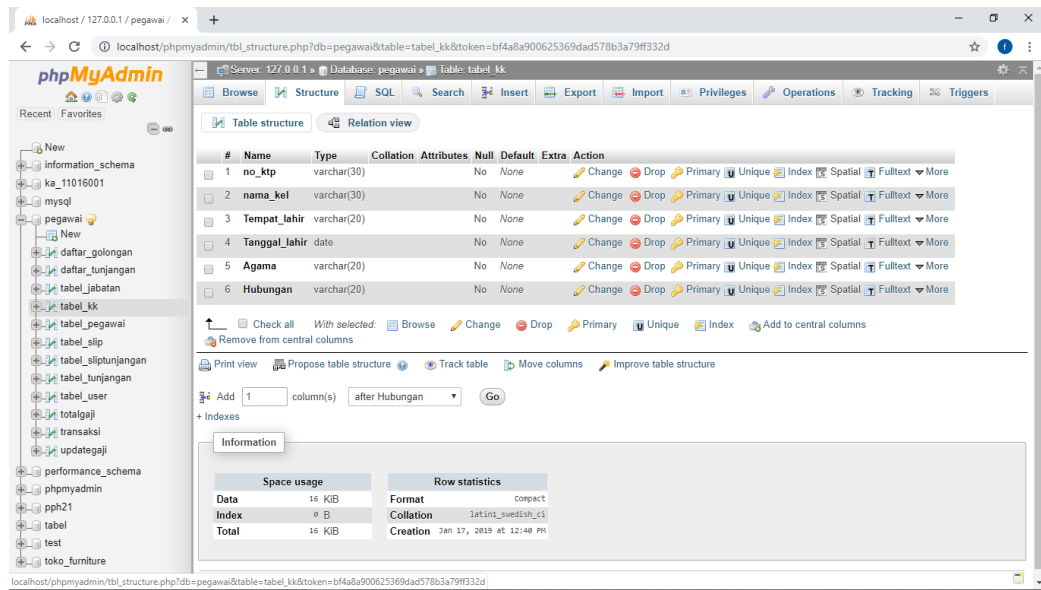 localhost / 127.0.0.1 / pegawai /
localhost/phpmyadmin/tbl_structure.php?db=pegawai&table=tabel_kk&token=bf4a8a900625369dad578b3a79ff332d
f
phpMyAdmin
Recent Favorites
New
information_schema
ka_11016001
mysql
pegawai
New
daftar_golongan
daftar_tunjangan
tabel_jabatan
tabel_kk
tabel_pegawai
tabel_slip
tabel_sliptunjangan
tabel_tunjangan
tabel_user
totalgaji
transaksi
updategaji
performance_schema
phpmyadmin
pph21
tabel
test
toko_furniture
Server: 127.0.0.1 » Database: pegawai » Table: tabel_kk
Browse Structure SQL Search Insert Export Import Privileges Operations Tracking Triggers
Table structure Relation view
# Name Type Collation Attributes Null Default Extra Action
1 no_ktp varchar(30) No None Change Drop Primary Unique Index Spatial Fulltext More
2 nama_kel varchar(30) No None Change Drop Primary Unique Index Spatial Fulltext More
3 Tempat_lahir varchar(20) No None Change Drop Primary Unique Index Spatial Fulltext More
4 Tanggal_lahir date No None Change Drop Primary Unique Index Spatial Fulltext More
5 Agama varchar(20) No None Change Drop Primary Unique Index Spatial Fulltext More
6 Hubungan varchar(20) No None Change Drop Primary Unique Index Spatial Fulltext More
Check all With selected: Browse Change Drop Primary Unique Index Add to central columns
Remove from central columns
Print view Propose table structure Track table Move columns Improve table structure
Add 1 column(s) after Hubungan Go
+ Indexes
Information
Space usage
Data 16 KiB
Index 0 B
Total 16 KiB
Row statistics
Format Compact
Collation latin1_swedish_ci
Creation Jan 17, 2019 at 12:40 PM
localhost/phpmyadmin/tbl_structure.php?db=pegawai&table=tabel_kk&token=bf4a8a900625369dad578b3a79ff332d